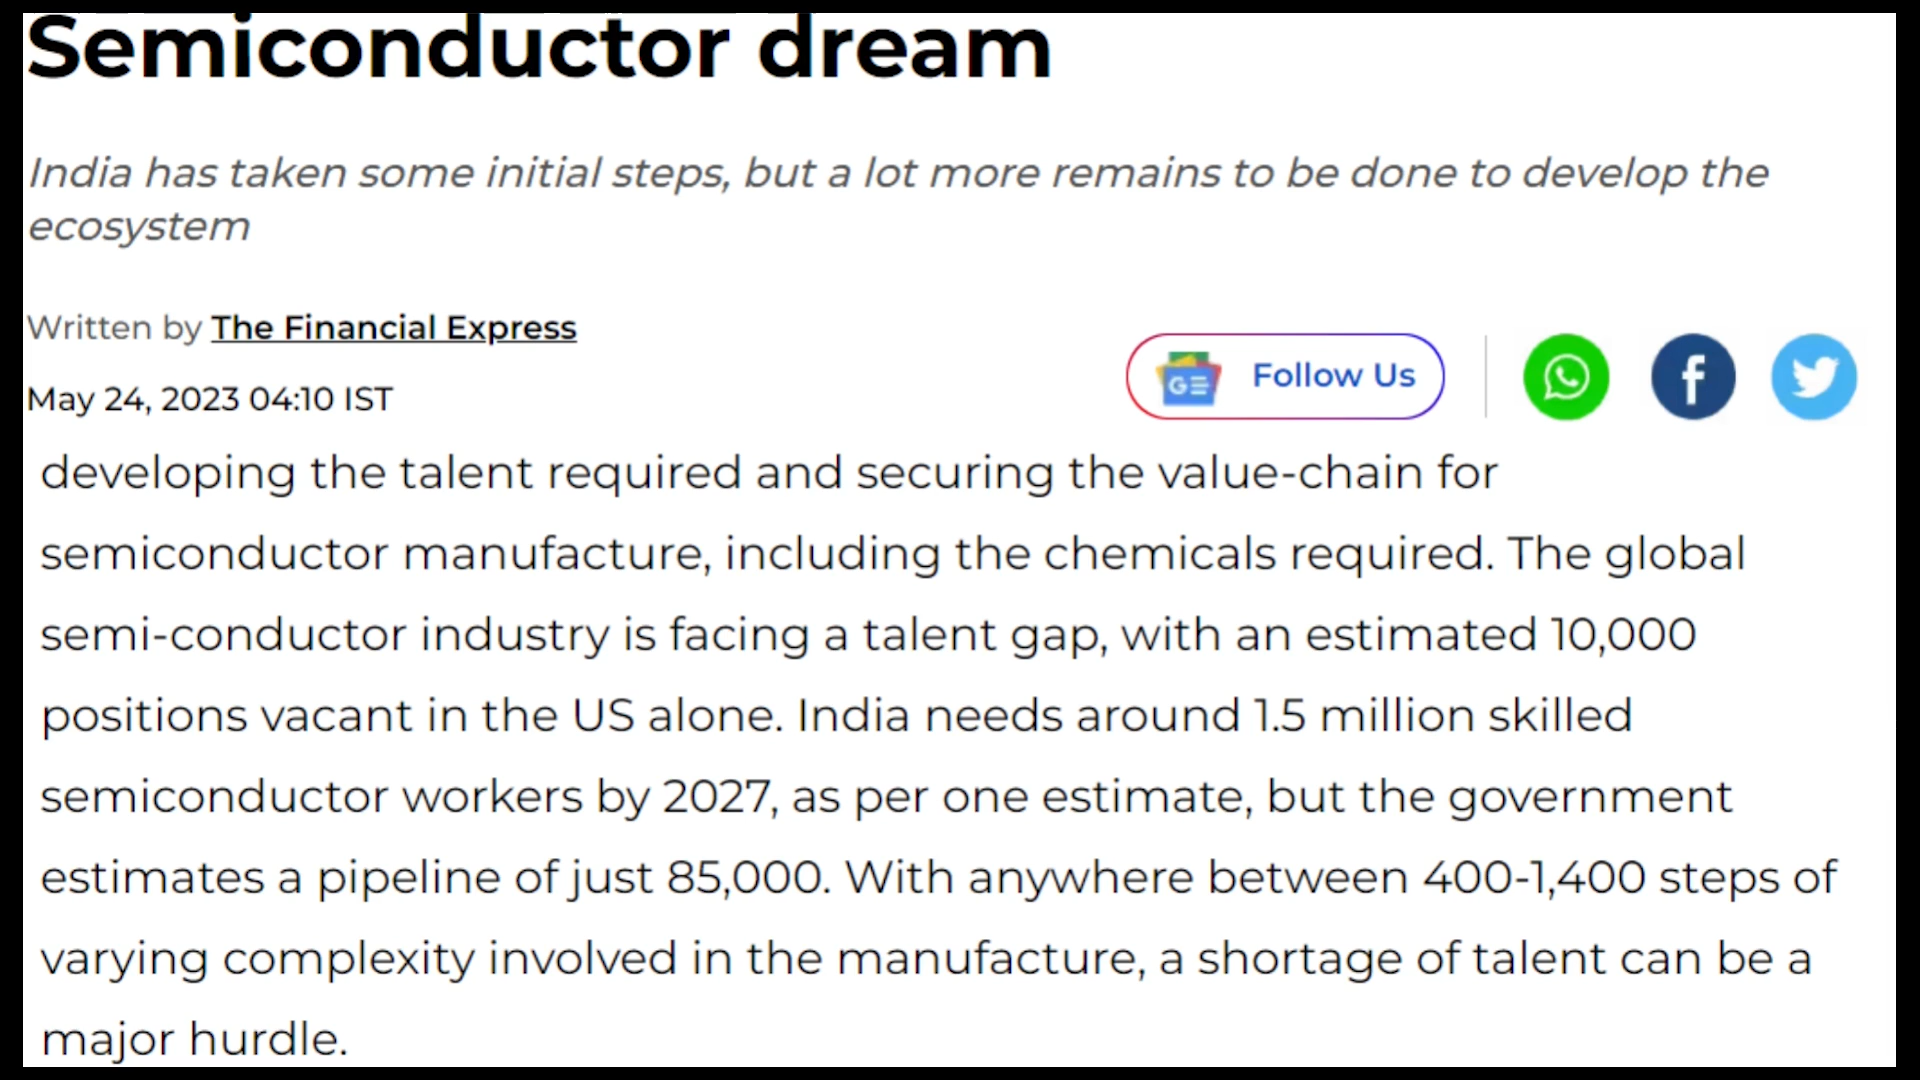 Semiconductor dream
India has taken some initial steps, but a lot more remains to be done to develop the
ecosystem
Written by The Financial Express
May 24, 2023 04:10 IST
GE Follow Us
developing the talent required and securing the value-chain for
semiconductor manufacture, including the chemicals required. The global
semi-conductor industry is facing a talent gap, with an estimated 10,000
positions vacant in the US alone. India needs around 1.5 million skilled
semiconductor workers by 2027, as per one estimate, but the government
estimates a pipeline of just 85,000. With anywhere between 400-1,400 steps of
varying complexity involved in the manufacture, a shortage of talent can be a
major hurdle.